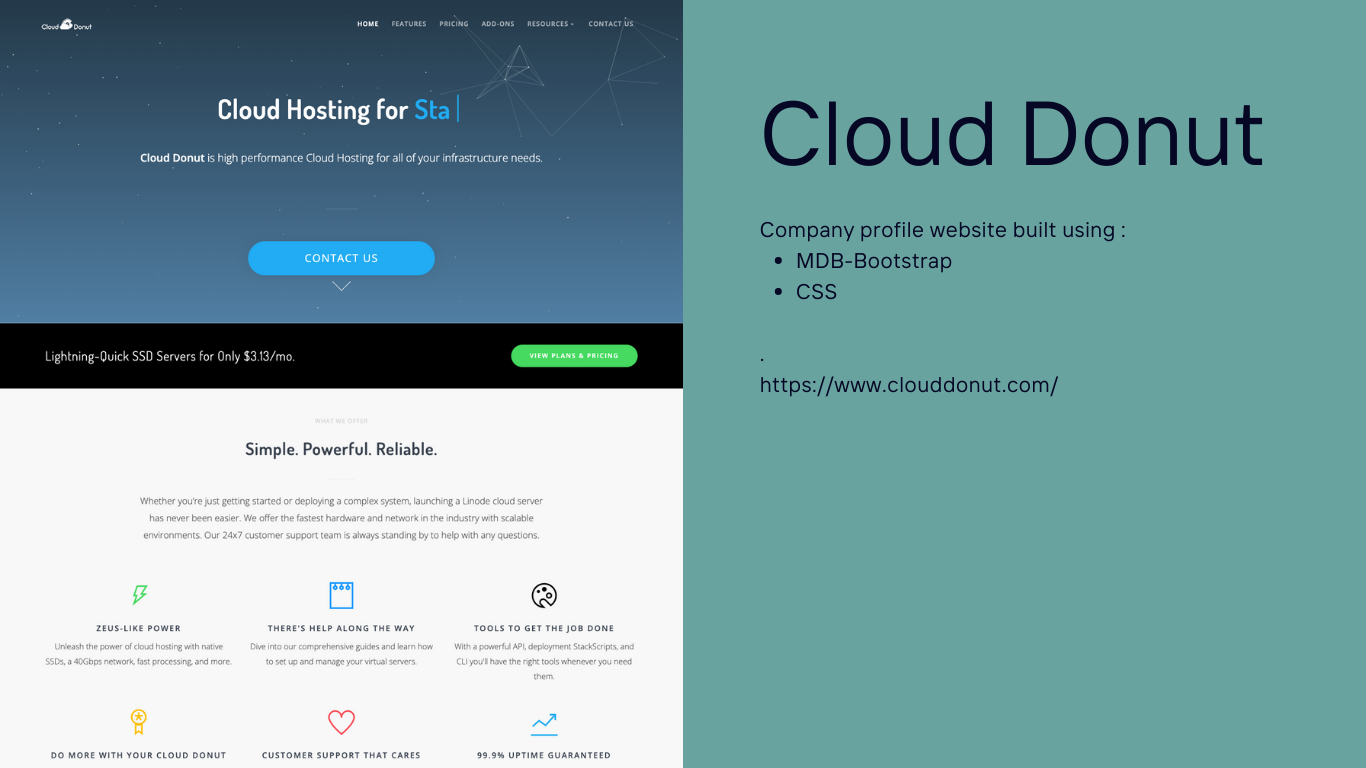 Cloud Donut
HOME FEATURES PRICING ADD-ONS RESOURCES CONTACT US
Cloud Hosting for Sta
Cloud Donut is high performance Cloud Hosting for all of your infrastructure needs.
CONTACT US
Lightning-Quick SSD Servers for Only $3.13/mo.
VIEW PLANS & PRICING
WHAT WE OFFER
Simple. Powerful. Reliable.
Whether you're just getting started or deploying a complex system, launching a Linode cloud server
has never been easier. We offer the fastest hardware and network in the industry with scalable
environments. Our 24x7 customer support team is always standing by to help with any questions.
ZEUS-LIKE POWER
Unleash the power of cloud hosting with native
SSDs, a 40Gbps network, fast processing, and more.
THERE'S HELP ALONG THE WAY
Dive into our comprehensive guides and learn how
to set up and manage your virtual servers.
TOOLS TO GET THE JOB DONE
With a powerful API, deployment StackScripts, and
CLI you'll have the right tools whenever you need
them.
DO MORE WITH YOUR CLOUD DONUT
CUSTOMER SUPPORT THAT CARES
99.9% UPTIME GUARANTEED
Cloud Donut
Company profile website built using :
• MDB-Bootstrap
• CSS
.
https://www.clouddonut.com/